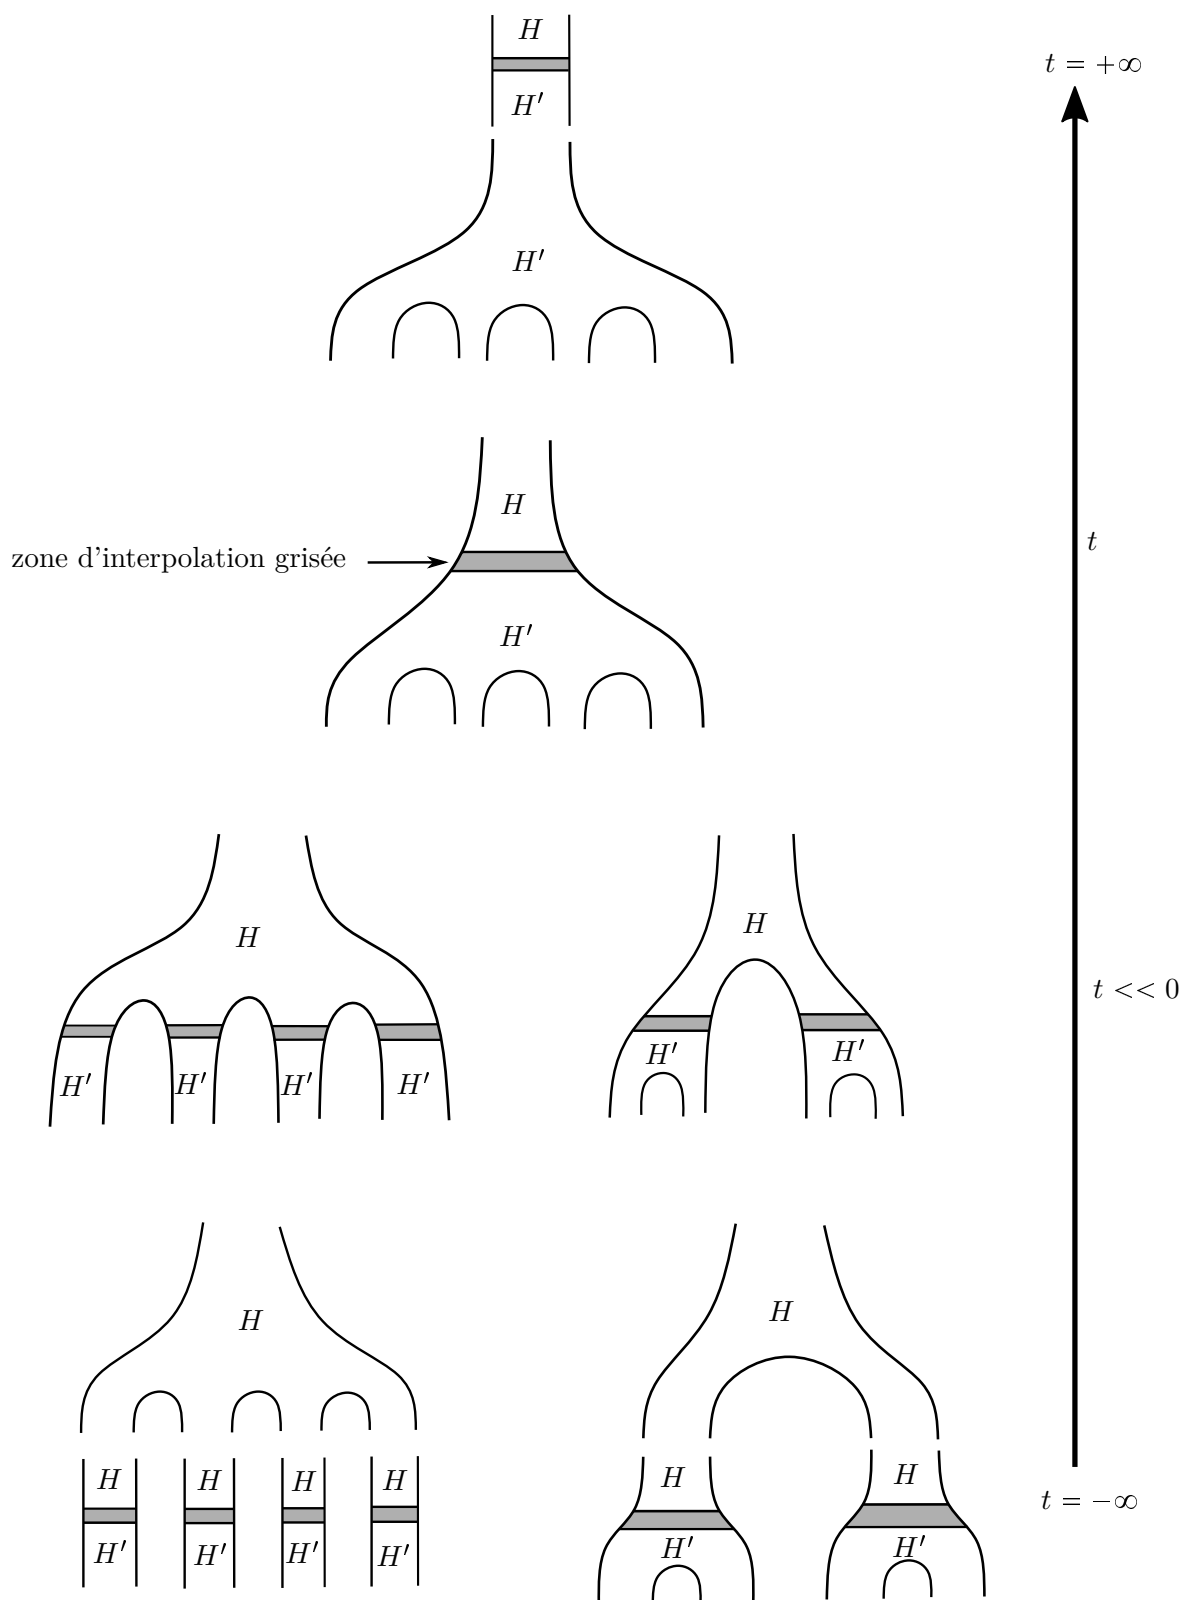 H
t = +∞
H′
H′
H
t
zone d'interpolation grisée
H′
H
H
t << 0
H′ H′ H′ H′
H′ H′
H
H
H H H H
H H
t = −∞
H′ H′ H′ H′
H′ H′